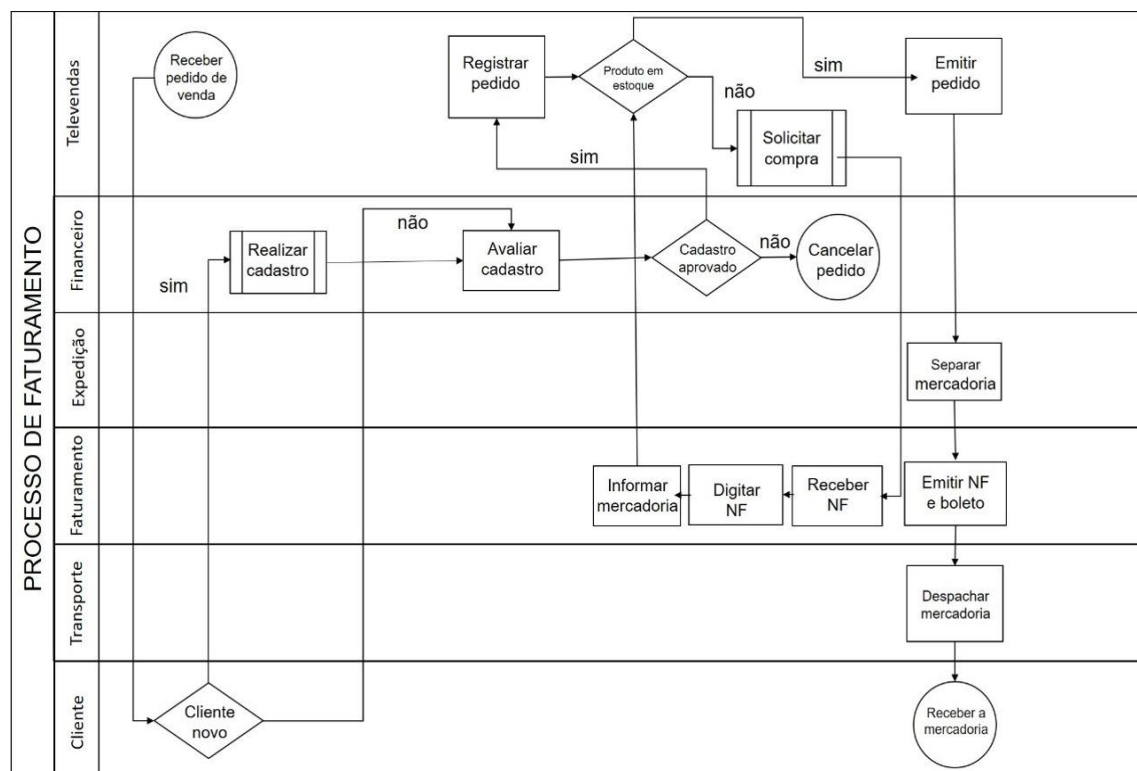 PROCESSO DE FATURAMENTO
Televendas
Receber
pedido de
venda
Registrar
pedido
Produto em
estoque
sim
Emitir
pedido
não
Solicitar
compra
sim
Financeiro
sim
Realizar
cadastro
não
Avaliar
cadastro
Cadastro
aprovado
não
Cancelar
pedido
Expedição
Separar
mercadoria
Faturamento
Informar
mercadoria
Digitar
NF
Receber
NF
Emitir NF
e boleto
Transporte
Despachar
mercadoria
Cliente
Cliente
novo
Receber a
mercadoria